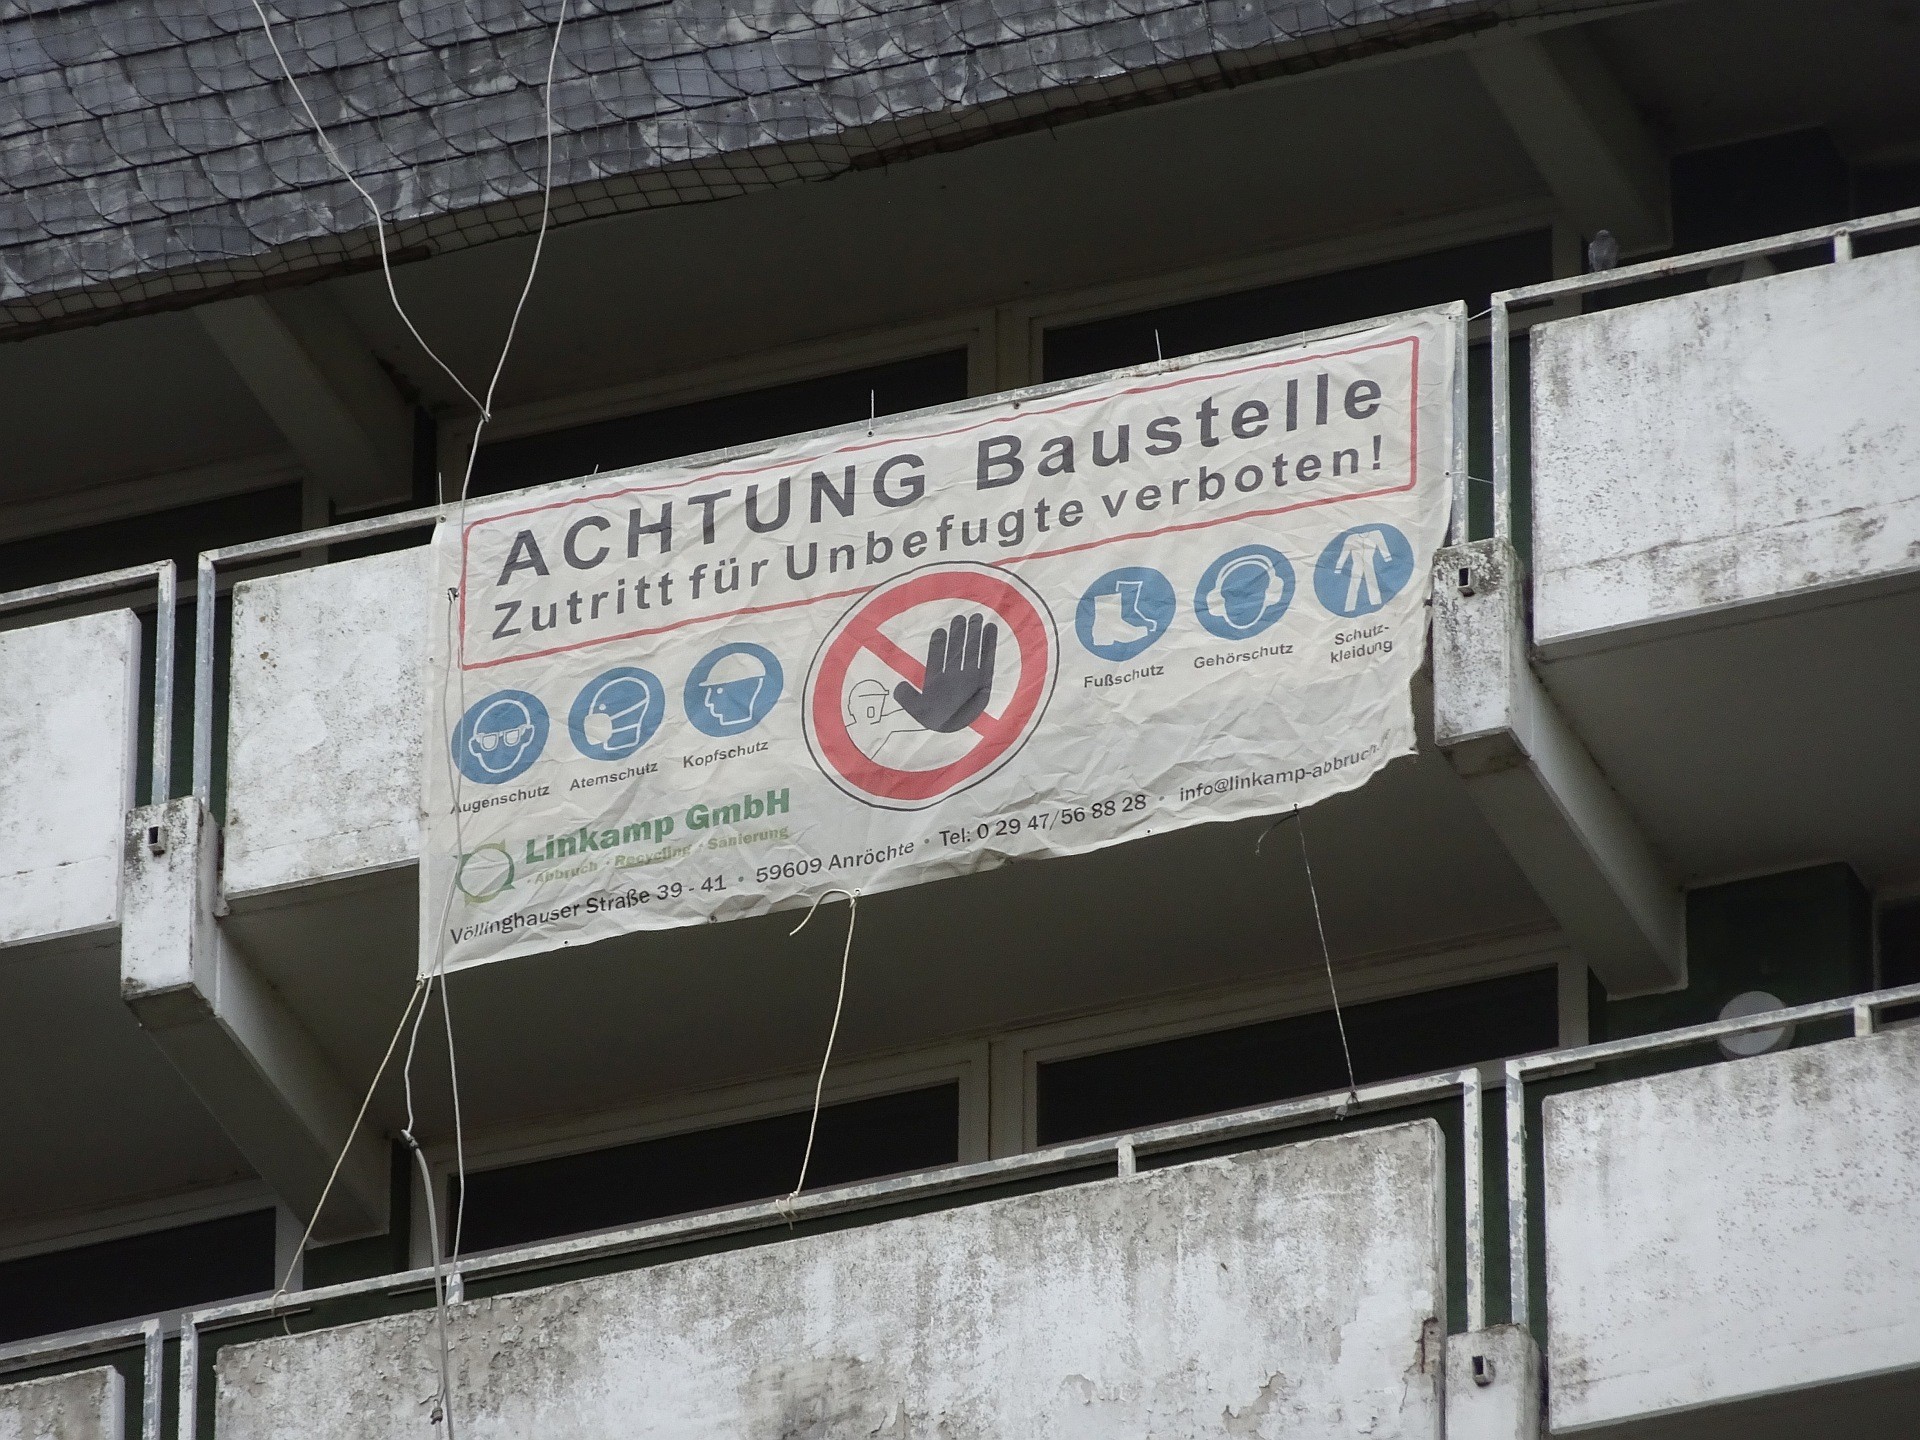 ACHTUNG Baustelle
Zutritt für Unbefugte verboten!
Augenschutz
Atemschutz
Kopfschutz
Fußschutz
Gehörschutz
Schutz-
kleidung
Linkamp GmbH
· Abbruch · Recycling · Sanierung
Völlinghauser Straße 39 - 41 • 59609 Anröchte • Tel: 0 29 47/56 88 28 • info@linkamp-abbruch.